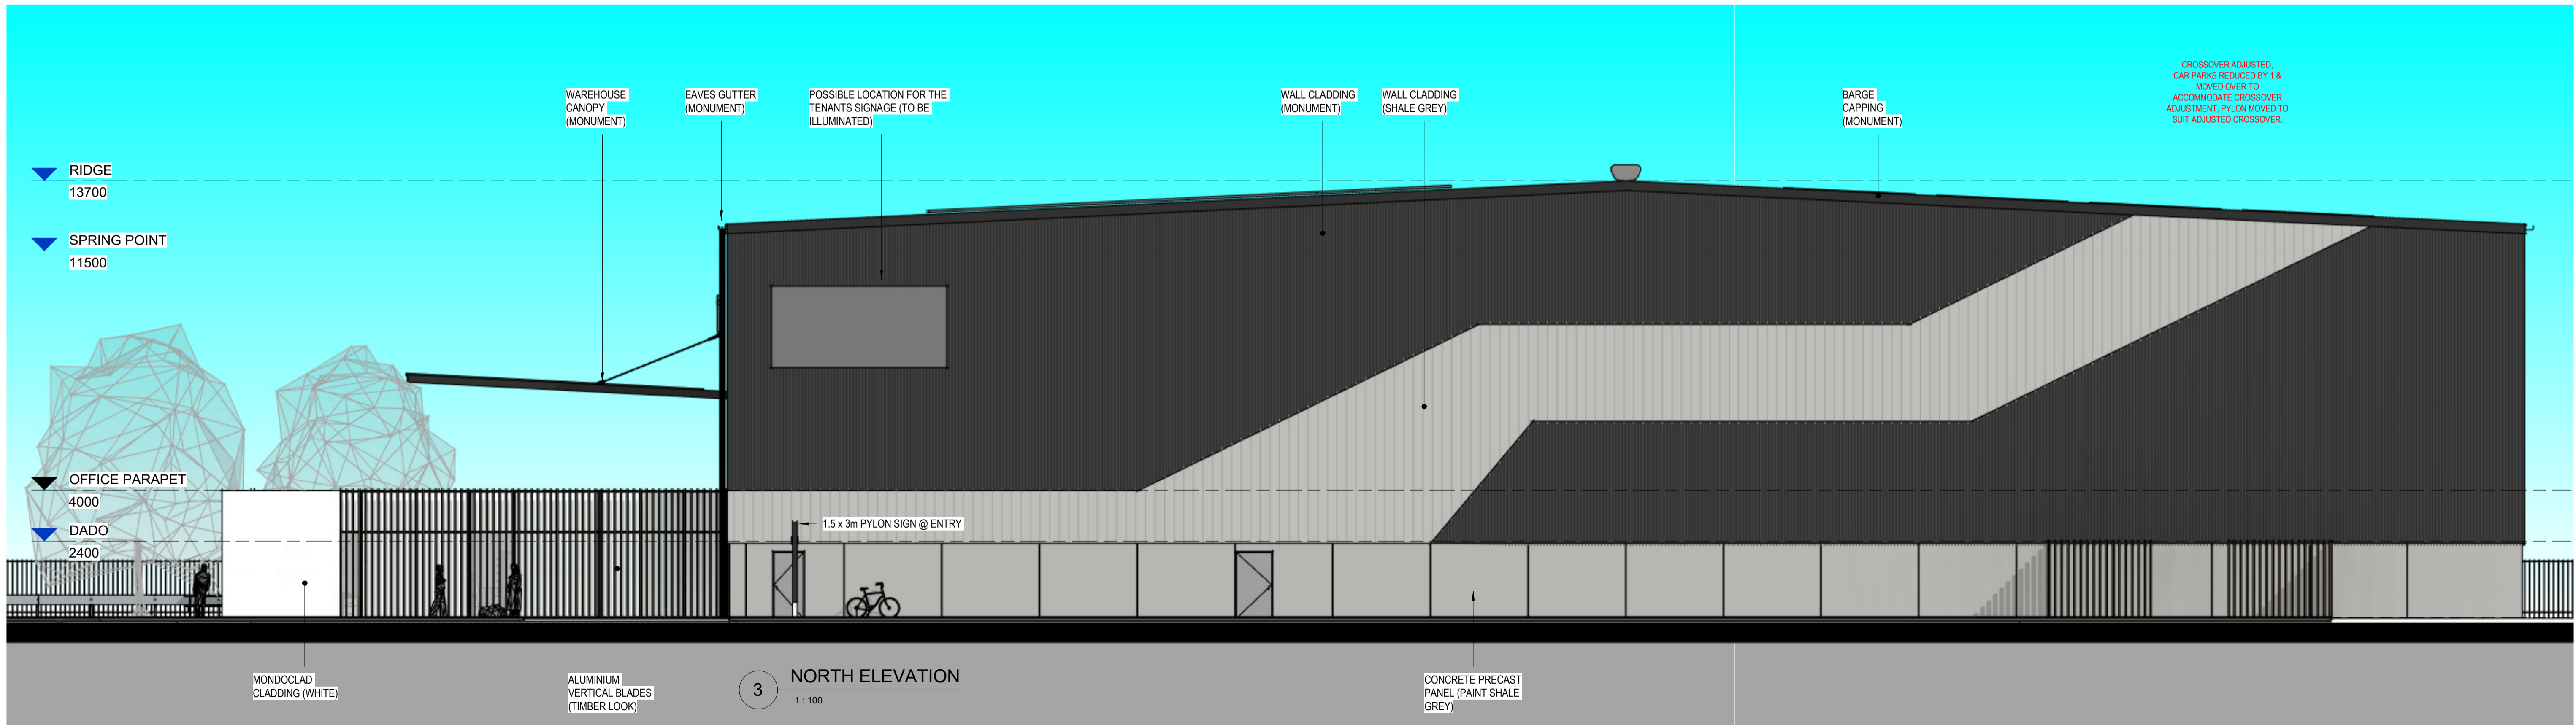 CROSSOVER ADJUSTED,
CAR PARKS REDUCED BY 1 &
MOVED OVER TO
ACCOMMODATE CROSSOVER
ADJUSTMENT, PYLON MOVED TO
SUIT ADJUSTED CROSSOVER.
WAREHOUSE
CANOPY
(MONUMENT)
EAVES GUTTER
(MONUMENT)
POSSIBLE LOCATION FOR THE
TENANTS SIGNAGE (TO BE
ILLUMINATED)
WALL CLADDING
(MONUMENT)
WALL CLADDING
(SHALE GREY)
BARGE
CAPPING
(MONUMENT)
RIDGE
13700
SPRING POINT
11500
OFFICE PARAPET
4000
DADO
2400
1.5 x 3m PYLON SIGN @ ENTRY
MONDOCLAD
CLADDING (WHITE)
ALUMINIUM
VERTICAL BLADES
(TIMBER LOOK)
3
NORTH ELEVATION
1 : 100
CONCRETE PRECAST
PANEL (PAINT SHALE
GREY)